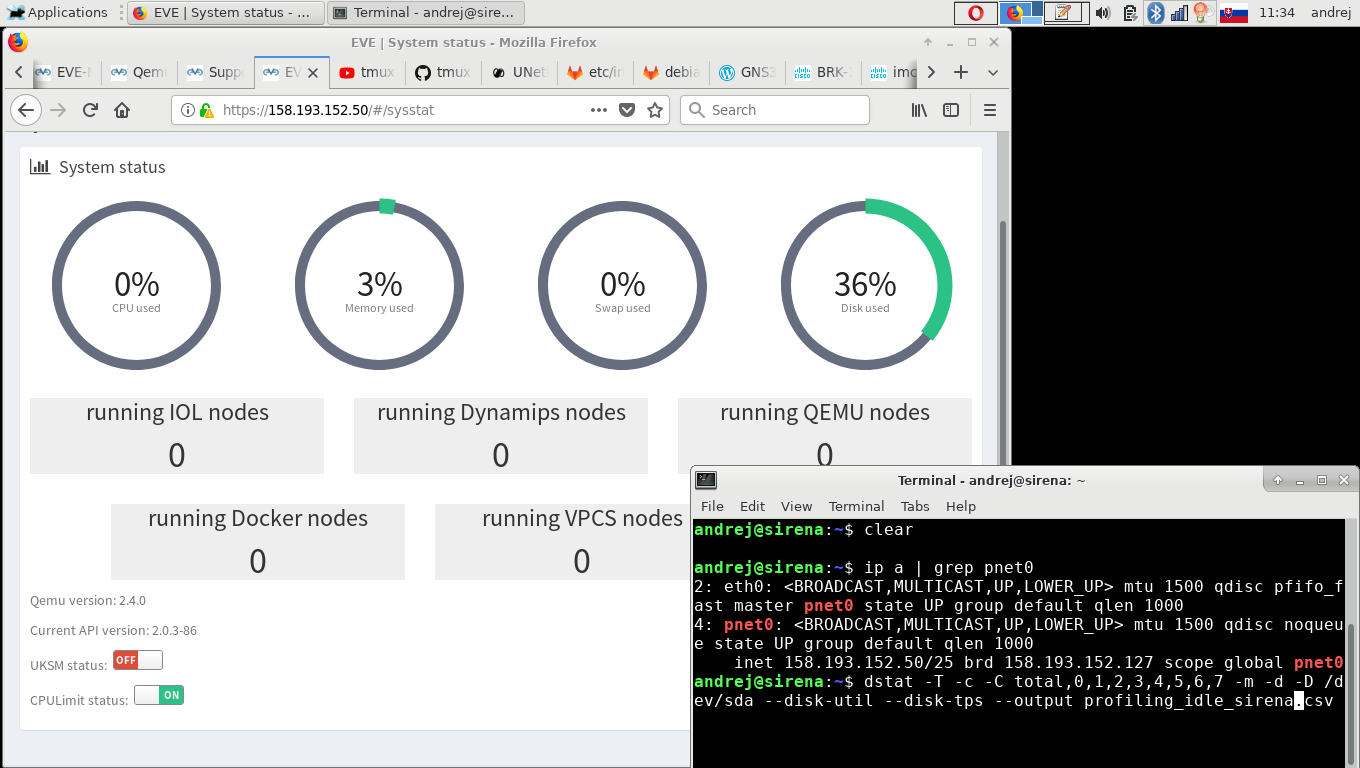 Applications EVE | System status - ... Terminal - andrej@sire... 11:34 andrej
EVE | System status - Mozilla Firefox
EVE-N Qemu Supp EV tmux tmux UNet etc/in debia GNS3 BRK- imc
https://158.193.152.50/#/sysstat Search
System status
0% 3% 0% 36%
CPU used Memory used Swap used Disk used
running IOL nodes running Dynamips nodes running QEMU nodes
0 0 0
running Docker nodes running VPCS nodes
0 0
Qemu version: 2.4.0
Current API version: 2.0.3-86
UKSM status: OFF
CPULimit status: ON
Terminal - andrej@sirena: ~
File Edit View Terminal Tabs Help
andrej@sirena:~$ clear
andrej@sirena:~$ ip a | grep pnet0
2: eth0: <BROADCAST,MULTICAST,UP,LOWER_UP> mtu 1500 qdisc pfifo_f
ast master pnet0 state UP group default qlen 1000
4: pnet0: <BROADCAST,MULTICAST,UP,LOWER_UP> mtu 1500 qdisc noqueu
e state UP group default qlen 1000
inet 158.193.152.50/25 brd 158.193.152.127 scope global pnet0
andrej@sirena:~$ dstat -T -c -C total,0,1,2,3,4,5,6,7 -m -d -D /d
ev/sda --disk-util --disk-tps --output profiling_idle_sirena.csv